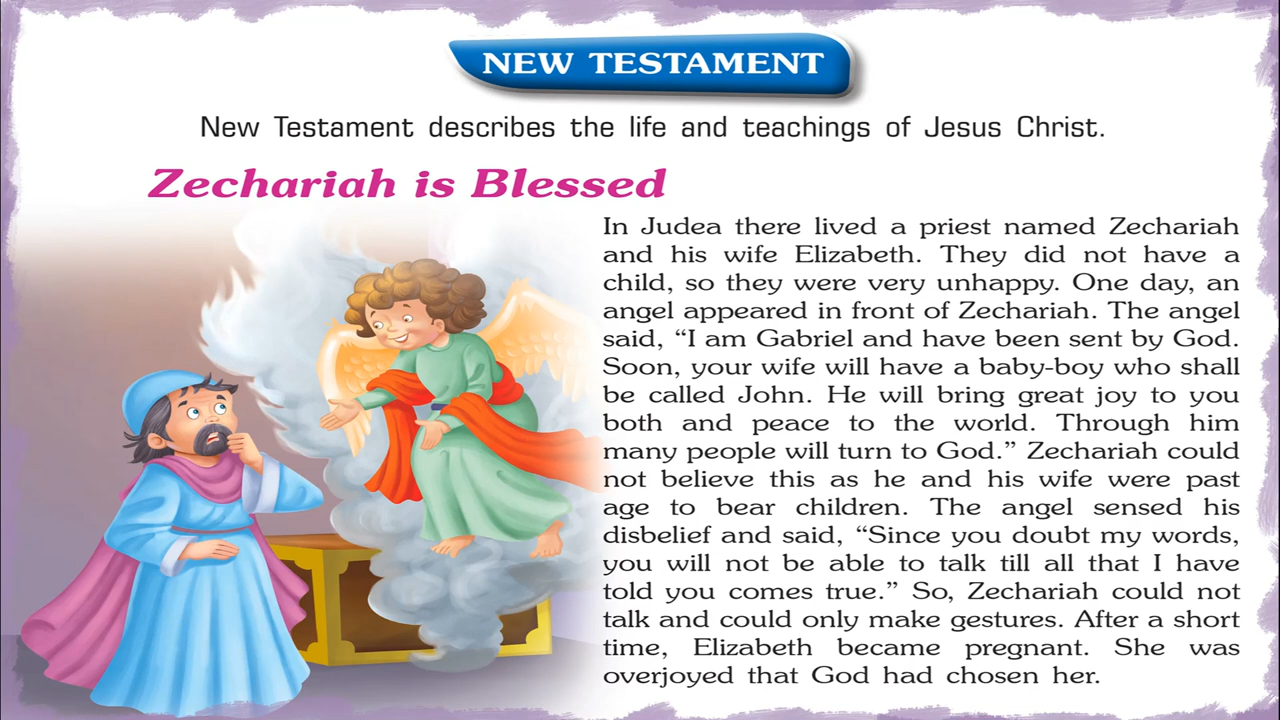 NEW TESTAMENT
New Testament describes the life and teachings of Jesus Christ.
Zechariah is Blessed
In Judea there lived a priest named Zechariah
and his wife Elizabeth. They did not have a
child, so they were very unhappy. One day, an
angel appeared in front of Zechariah. The angel
said, “I am Gabriel and have been sent by God.
Soon, your wife will have a baby-boy who shall
be called John. He will bring great joy to you
both and peace to the world. Through him
many people will turn to God.” Zechariah could
not believe this as he and his wife were past
age to bear children. The angel sensed his
disbelief and said, “Since you doubt my words,
you will not be able to talk till all that I have
told you comes true.” So, Zechariah could not
talk and could only make gestures. After a short
time, Elizabeth became pregnant. She was
overjoyed that God had chosen her.